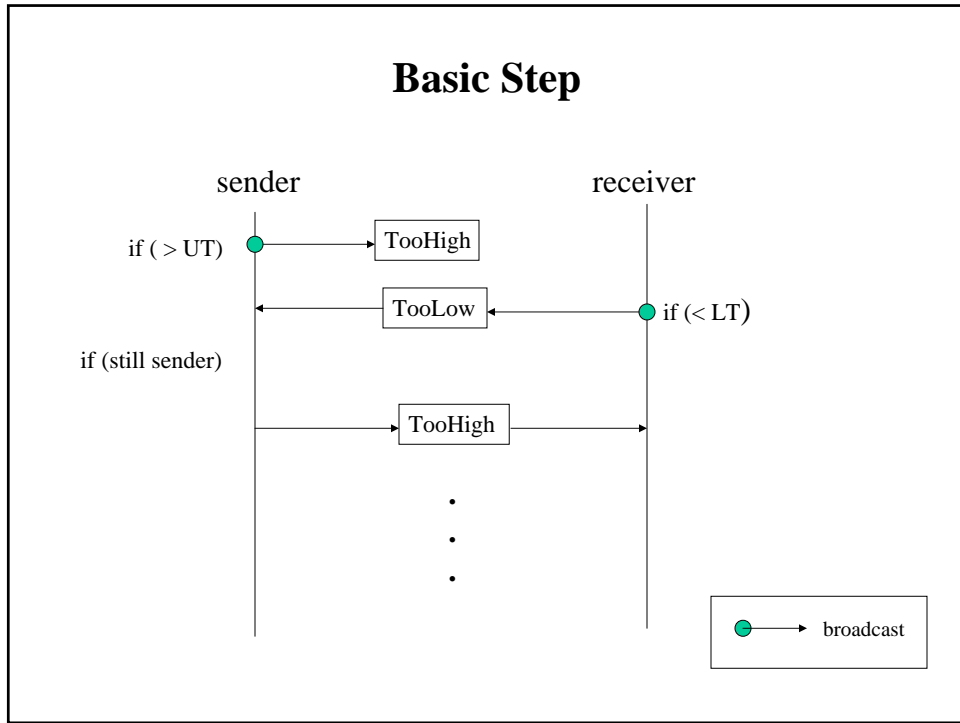 Basic Step
sender
receiver
if ( > UT)
TooHigh
TooLow
if (< LT)
if (still sender)
TooHigh
.
.
.
broadcast